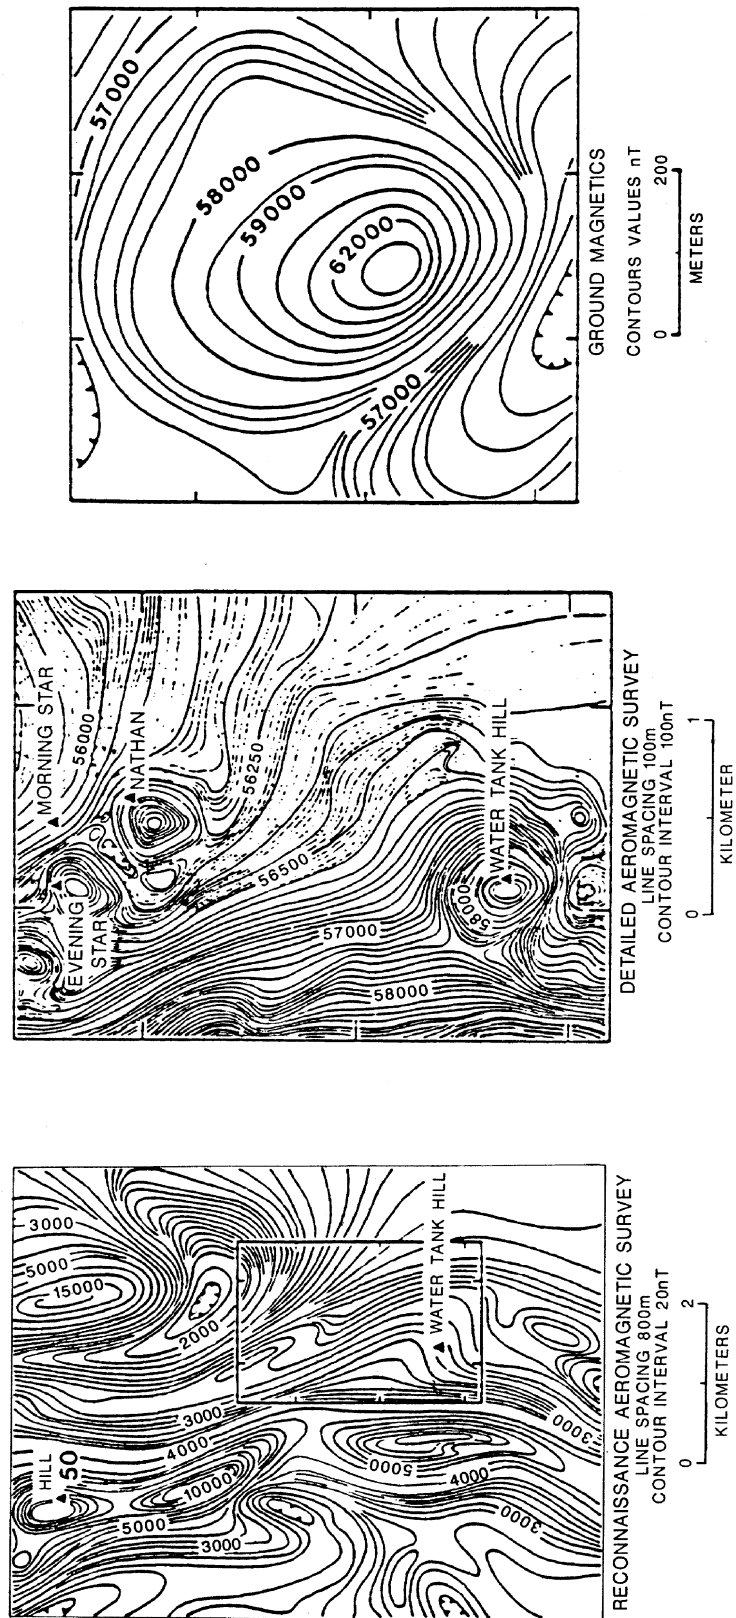 57000
58000
59000
62000
57000
GROUND MAGNETICS
CONTOURS VALUES nT
0 200
METERS
MORNING STAR
56000
NATHAN
56250
EVENING
STAR
56500
WATER TANK HILL
58000
57000
58000
DETAILED AEROMAGNETIC SURVEY
LINE SPACING 100m
CONTOUR INTERVAL 100nT
0 1
KILOMETER
3000
5000
15000
2000
WATER TANK HILL
3000
HILL
50
4000
10000
5000
3000
5000
4000
3000
3000
RECONNAISSANCE AEROMAGNETIC SURVEY
LINE SPACING 800m
CONTOUR INTERVAL 20nT
0 2
KILOMETERS